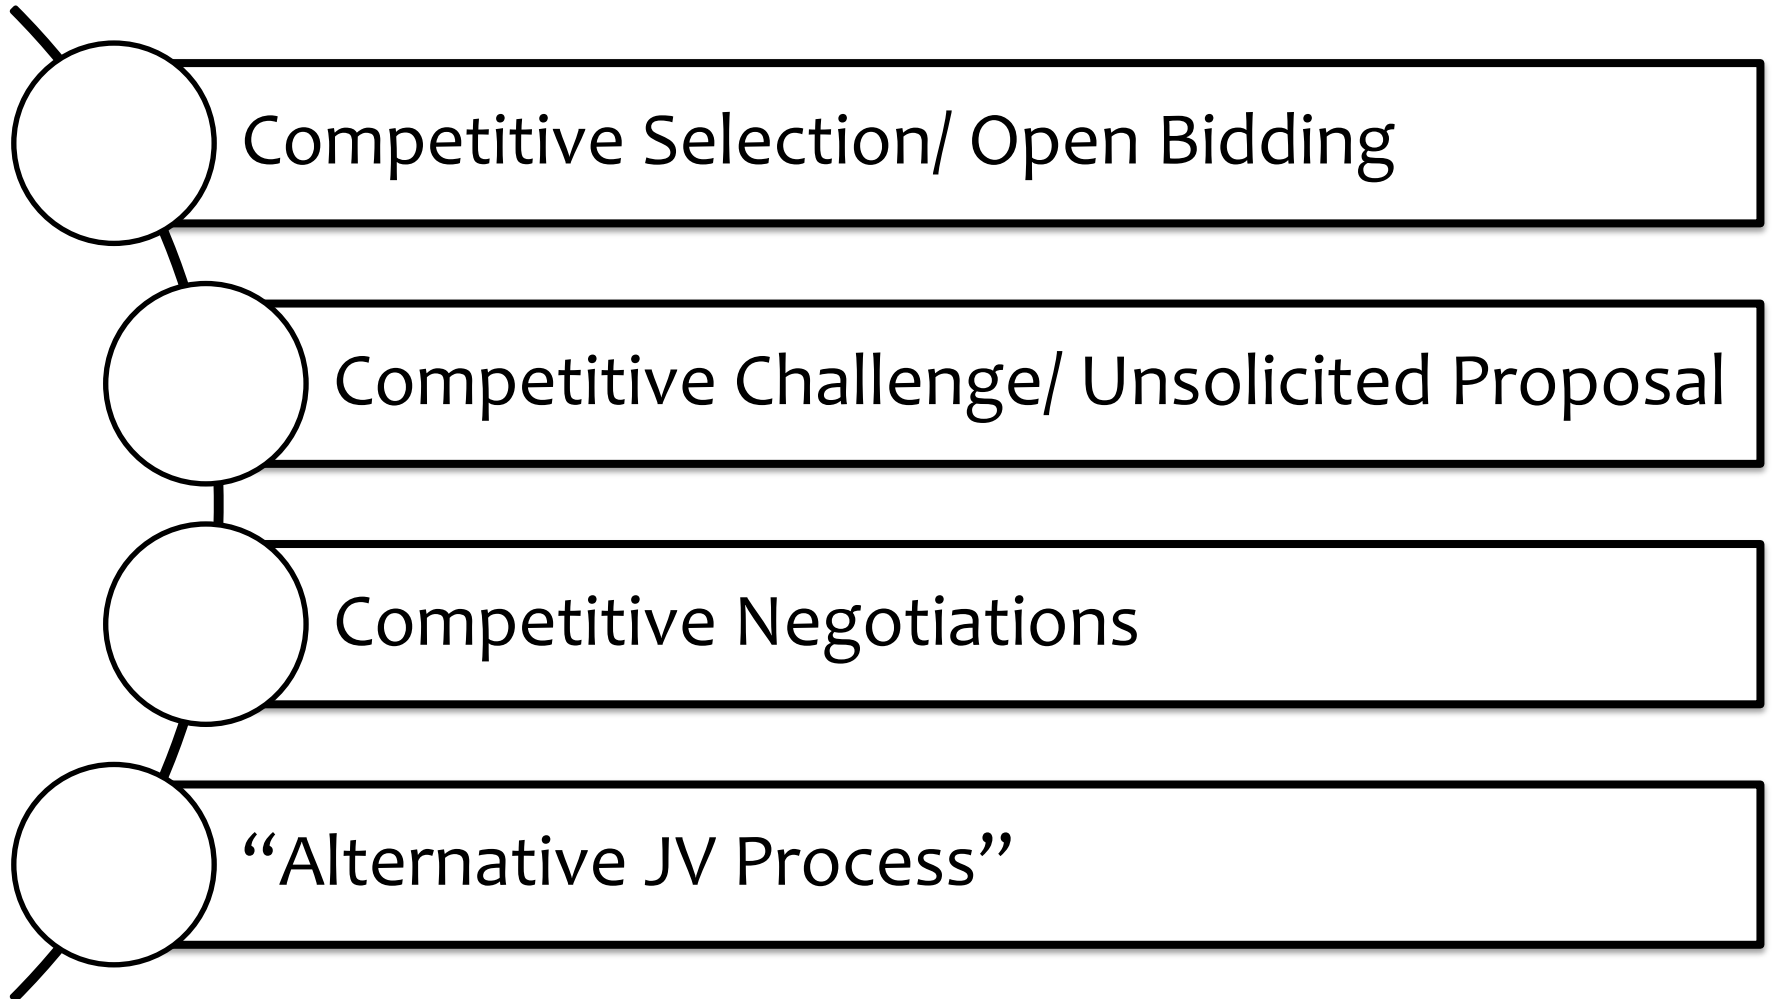 Competitive Selection/ Open Bidding
Competitive Challenge/ Unsolicited Proposal
Competitive Negotiations
“Alternative JV Process”